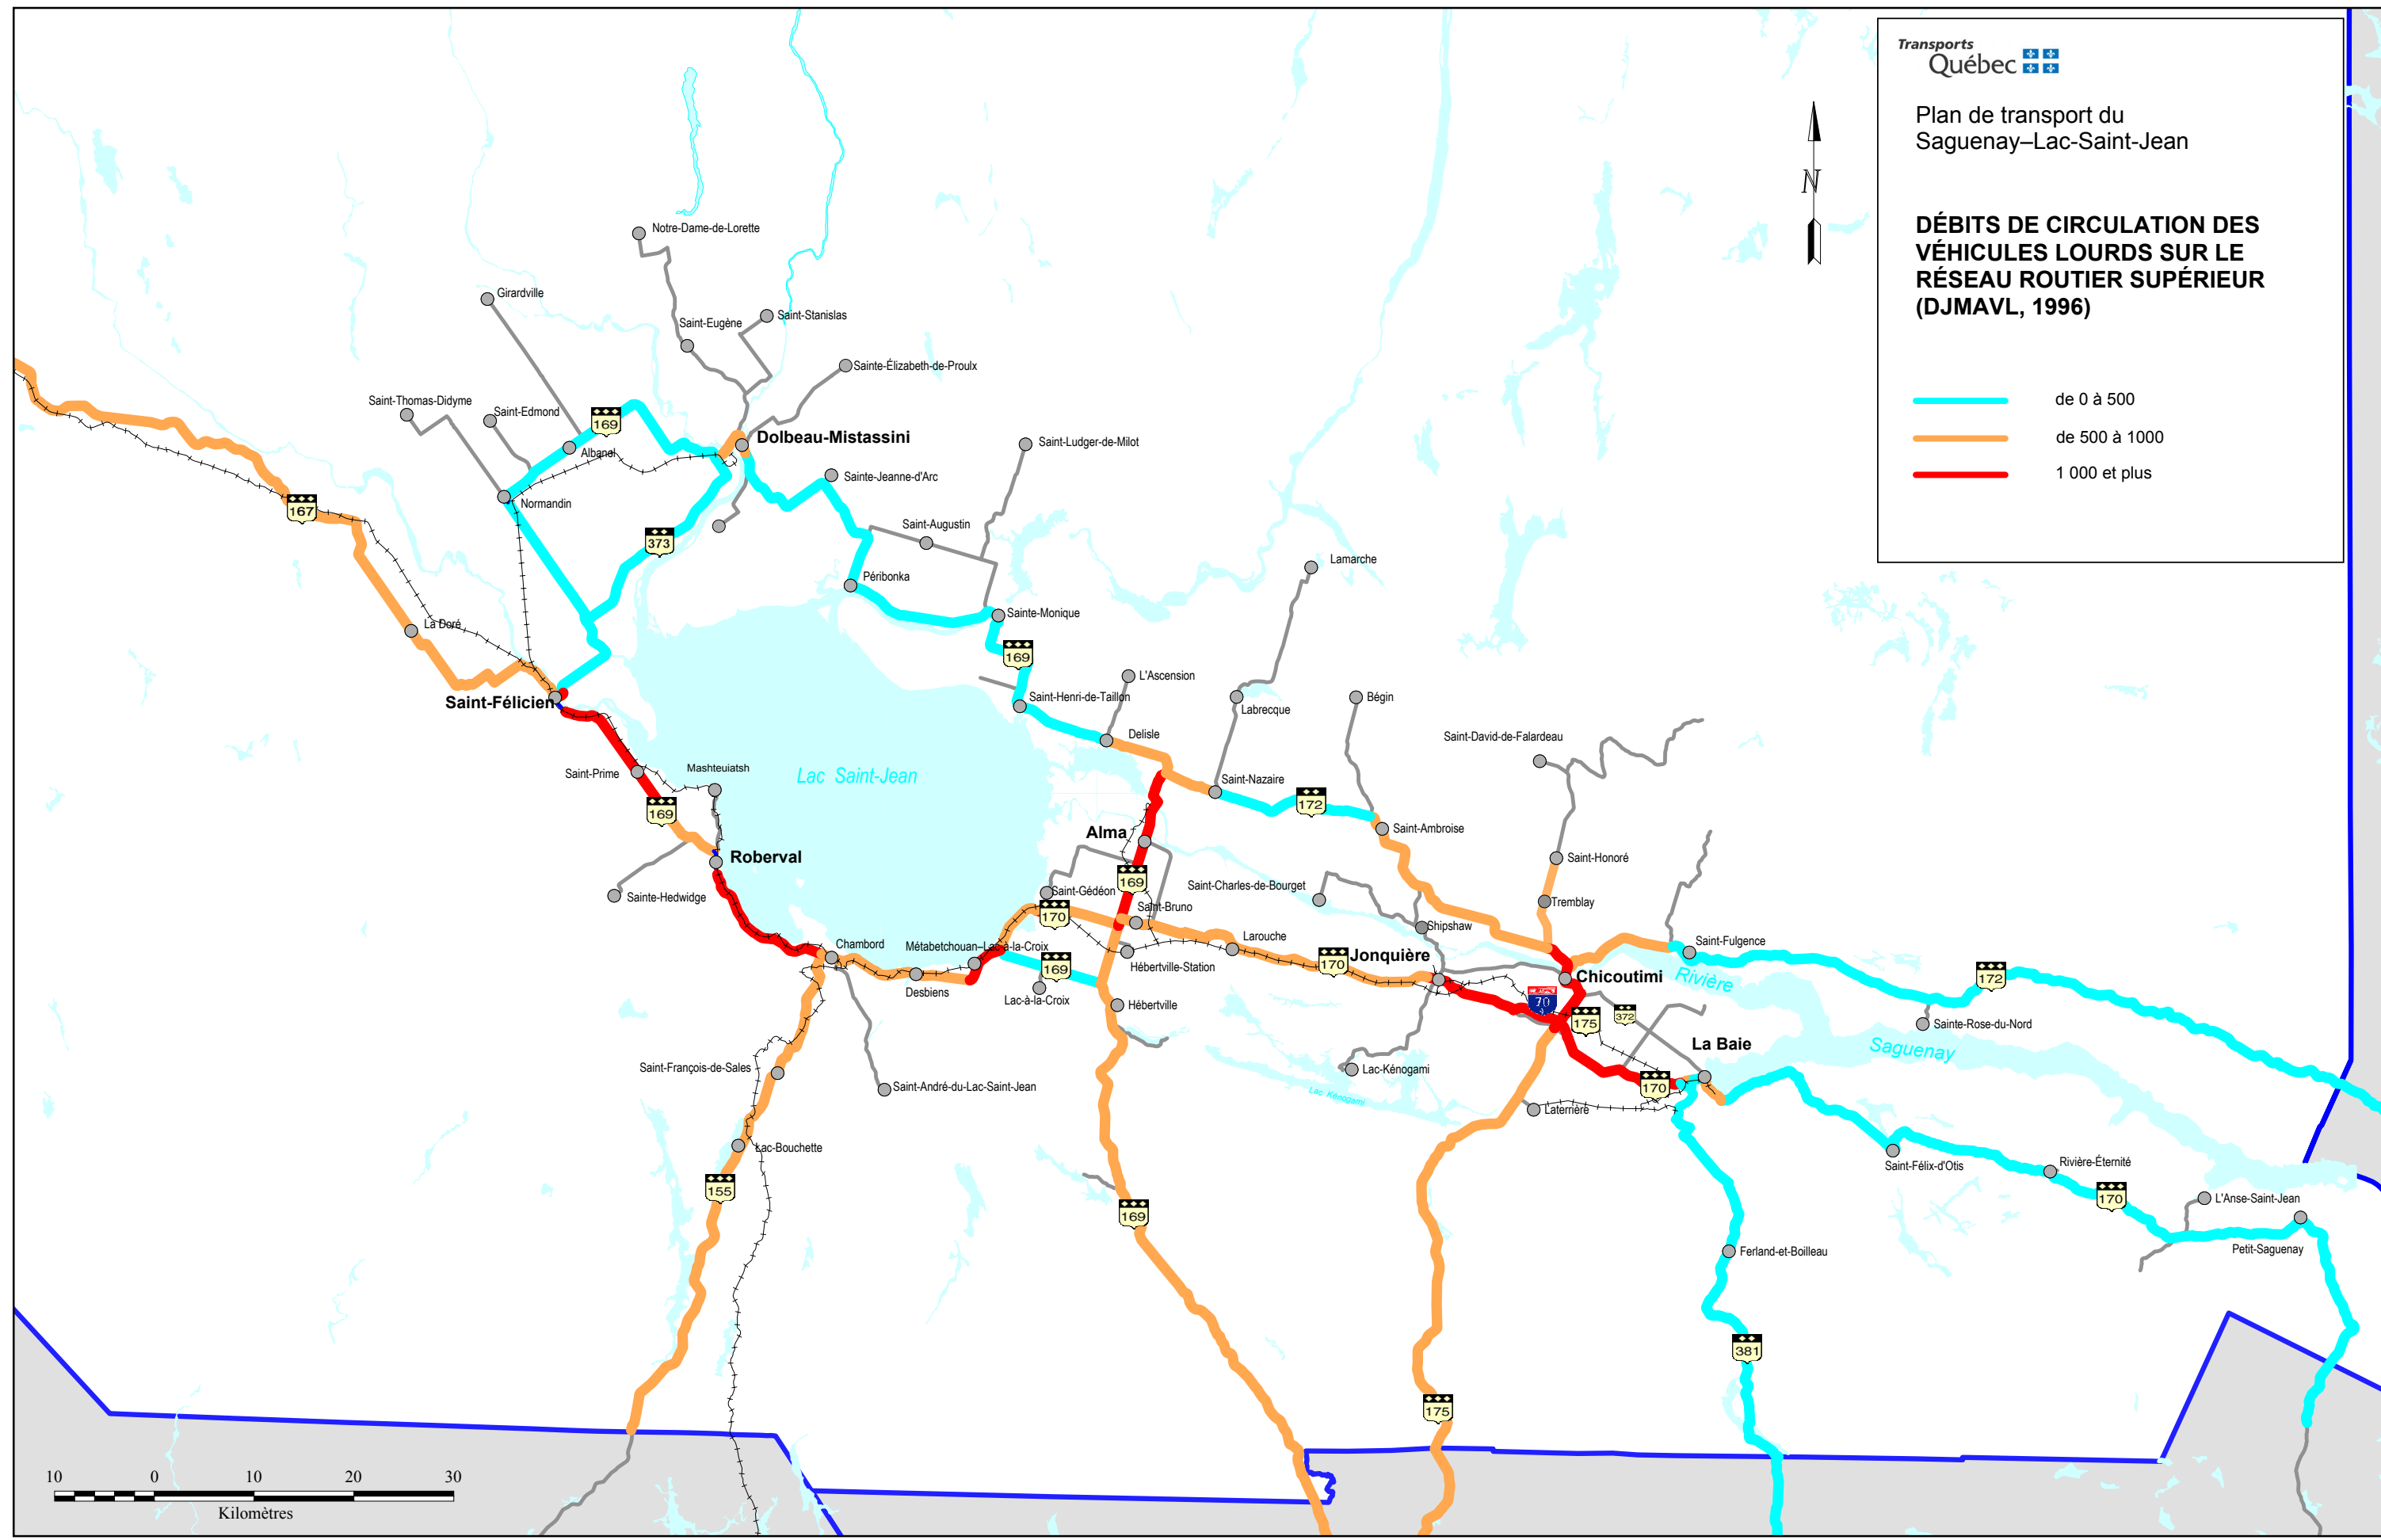 Transports
Québec
Plan de transport du
Saguenay–Lac-Saint-Jean
DÉBITS DE CIRCULATION DES
VÉHICULES LOURDS SUR LE
RÉSEAU ROUTIER SUPÉRIEUR
(DJMAVL, 1996)
de 0 à 500
de 500 à 1000
1 000 et plus
N
Notre-Dame-de-Lorette
Girardville
Saint-Eugène
Saint-Stanislas
Sainte-Élizabeth-de-Proulx
Saint-Thomas-Didyme
Saint-Edmond
169
Albanel
Dolbeau-Mistassini
Saint-Ludger-de-Milot
Sainte-Jeanne-d'Arc
Normandin
167
373
Saint-Augustin
Lamarche
Péribonka
Sainte-Monique
La Doré
169
L'Ascension
Saint-Félicien
Saint-Henri-de-Taillon
Labrecque
Bégin
Delisle
Saint-David-de-Falardeau
Saint-Prime
Mashteuiatsh
Lac Saint-Jean
Saint-Nazaire
172
169
Alma
Saint-Ambroise
Roberval
Saint-Honoré
169
Sainte-Hedwidge
Saint-Gédéon
Saint-Charles-de-Bourget
Tremblay
170
Saint-Bruno
Shipshaw
Chambord
Métabetchouan–Lac-à-la-Croix
Larouche
Saint-Fulgence
Jonquière
170
169
Hébertville-Station
Chicoutimi
Rivière
172
Desbiens
Lac-à-la-Croix
Hébertville
70
175
372
Sainte-Rose-du-Nord
La Baie
Saguenay
Saint-François-de-Sales
Saint-André-du-Lac-Saint-Jean
Lac-Kénogami
Lac Kénogami
170
Laterrière
Lac-Bouchette
Saint-Félix-d'Otis
Rivière-Éternité
155
170
L'Anse-Saint-Jean
169
Petit-Saguenay
Ferland-et-Boilleau
381
175
10 0 10 20 30
Kilomètres